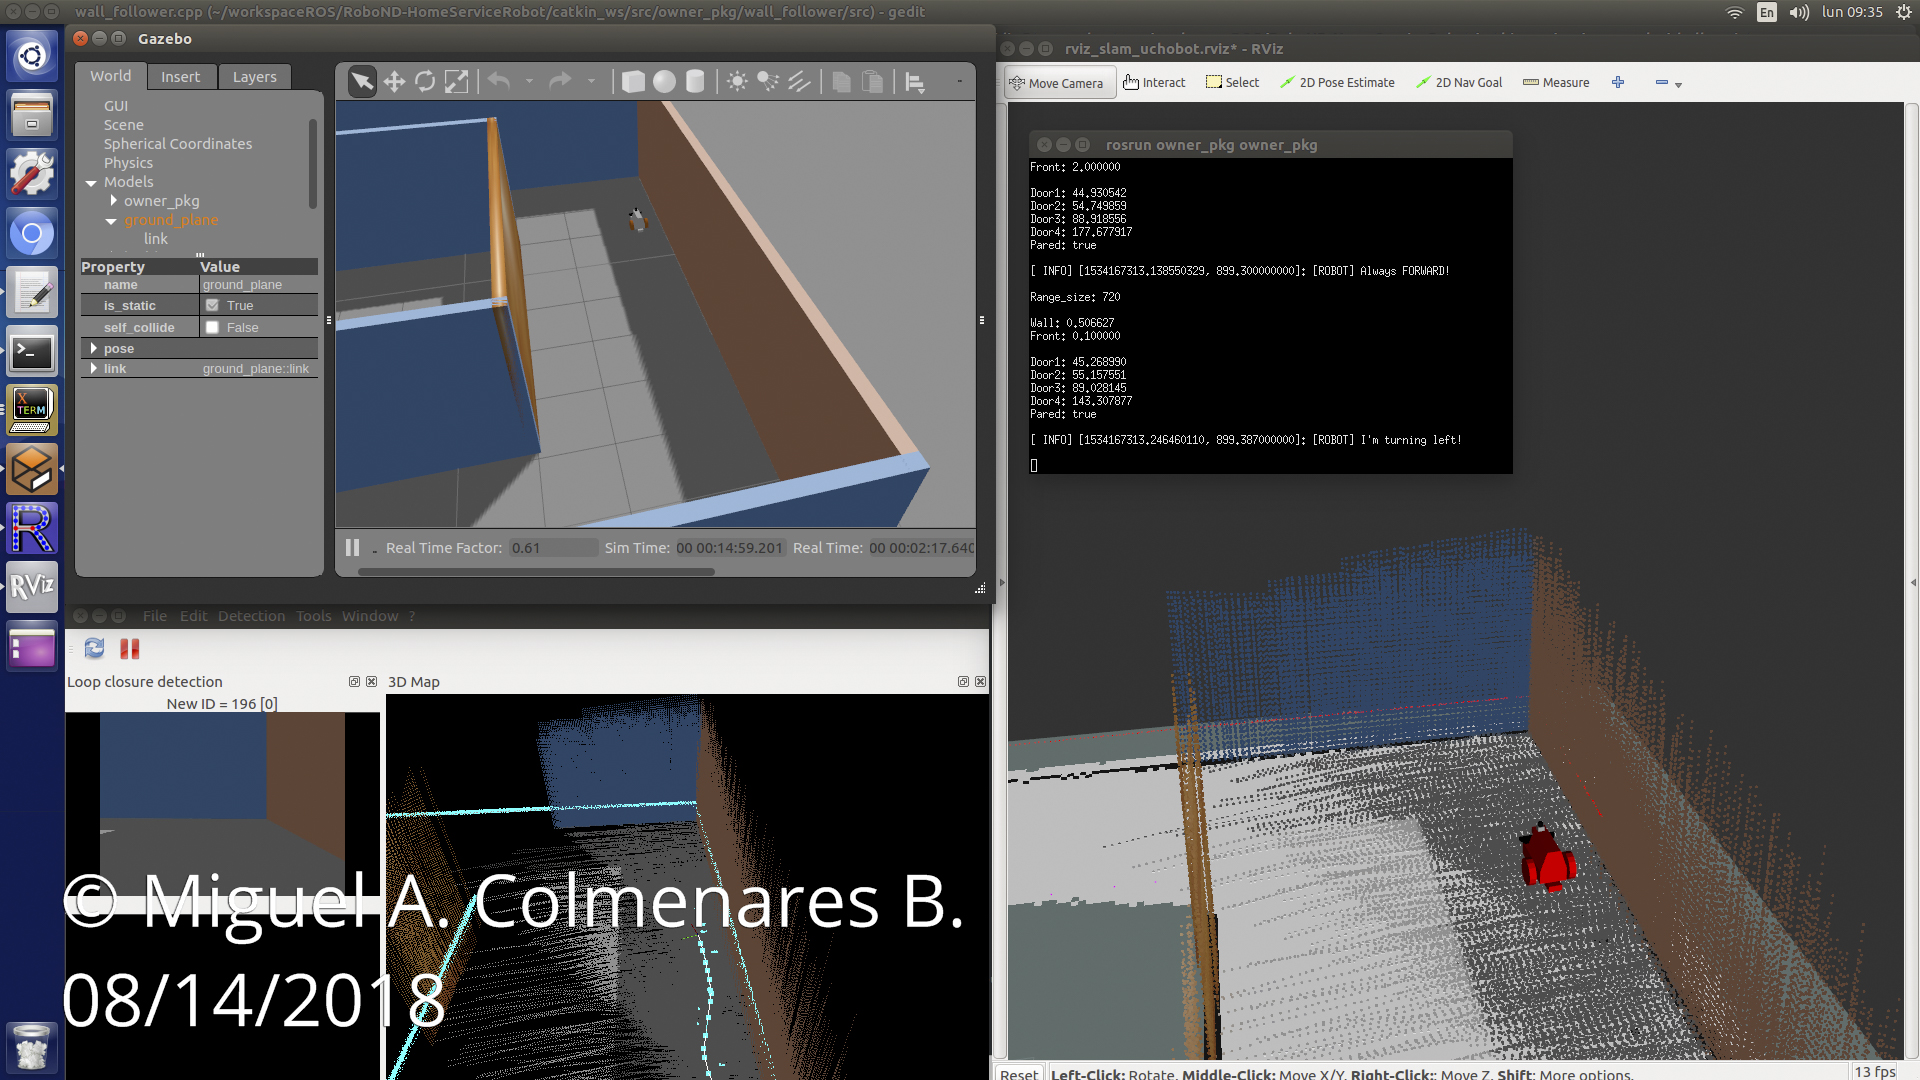 wall_follower.cpp (~/workspaceROS/RoboND-HomeServiceRobot/catkin_ws/src/owner_pkg/wall_follower/src) - gedit
En
lun 09:35
Gazebo
World Insert Layers
GUI
Scene
Spherical Coordinates
Physics
Models
owner_pkg
ground_plane
link
Property Value
name ground_plane
is_static True
self_collide False
pose
link ground_plane::link
Real Time Factor: 0.61 Sim Time: 00 00:14:59.201 Real Time: 00 00:02:17.640
rviz_slam_uchobot.rviz* - RViz
Move Camera Interact Select 2D Pose Estimate 2D Nav Goal Measure
rosrun owner_pkg owner_pkg
Front: 2.000000
Door1: 44.930542
Door2: 54.749859
Door3: 88.918556
Door4: 177.677917
Pared: true
[ INFO] [1534167313.138550329, 899.300000000]: [ROBOT] Always FORWARD!
Range_size: 720
Wall: 0.506627
Front: 0.100000
Door1: 45.268990
Door2: 55.157551
Door3: 89.028145
Door4: 143.307877
Pared: true
[ INFO] [1534167313.246460110, 899.387000000]: [ROBOT] I'm turning left!
File Edit Detection Tools Window ?
Loop closure detection
New ID = 196 [0]
3D Map
X
TERM
R
RViz
© Miguel A. Colmenares B.
08/14/2018
Reset Left-Click: Rotate. Middle-Click: Move X/Y. Right-Click:: Move Z. Shift: More options.
13 fps